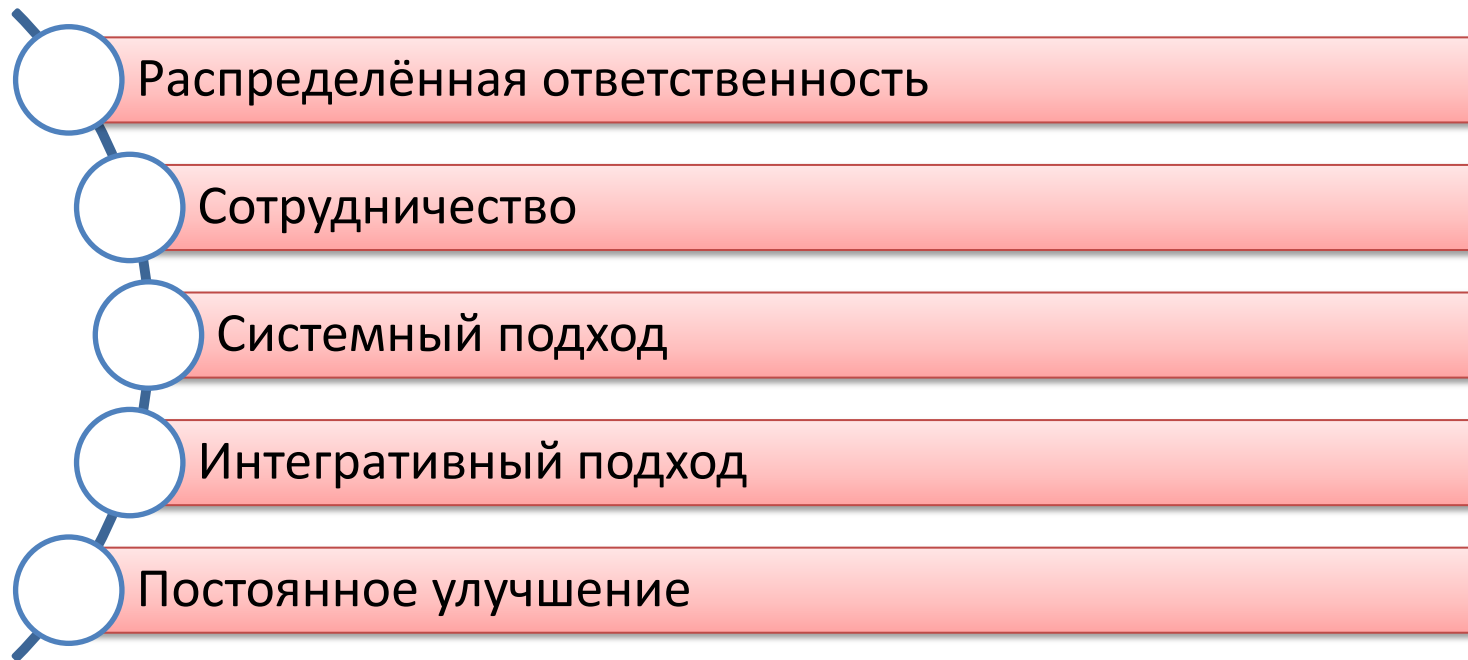 Распределённая ответственность
Сотрудничество
Системный подход
Интегративный подход
Постоянное улучшение